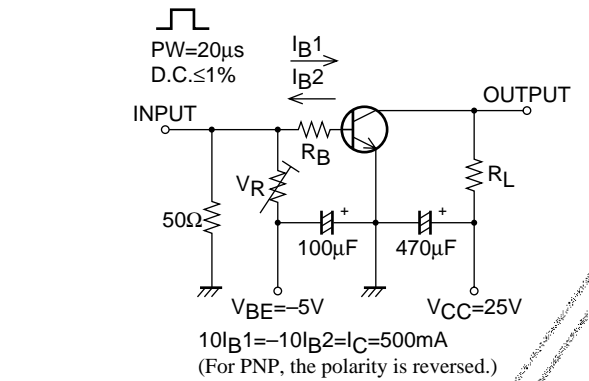 PW=20μs
D.C.≤1%
IB1
IB2
INPUT
OUTPUT
RB
VR
RL
50Ω
+
+
100μF
470μF
VBE=–5V
VCC=25V
10IB1=–10IB2=IC=500mA
(For PNP, the polarity is reversed.)